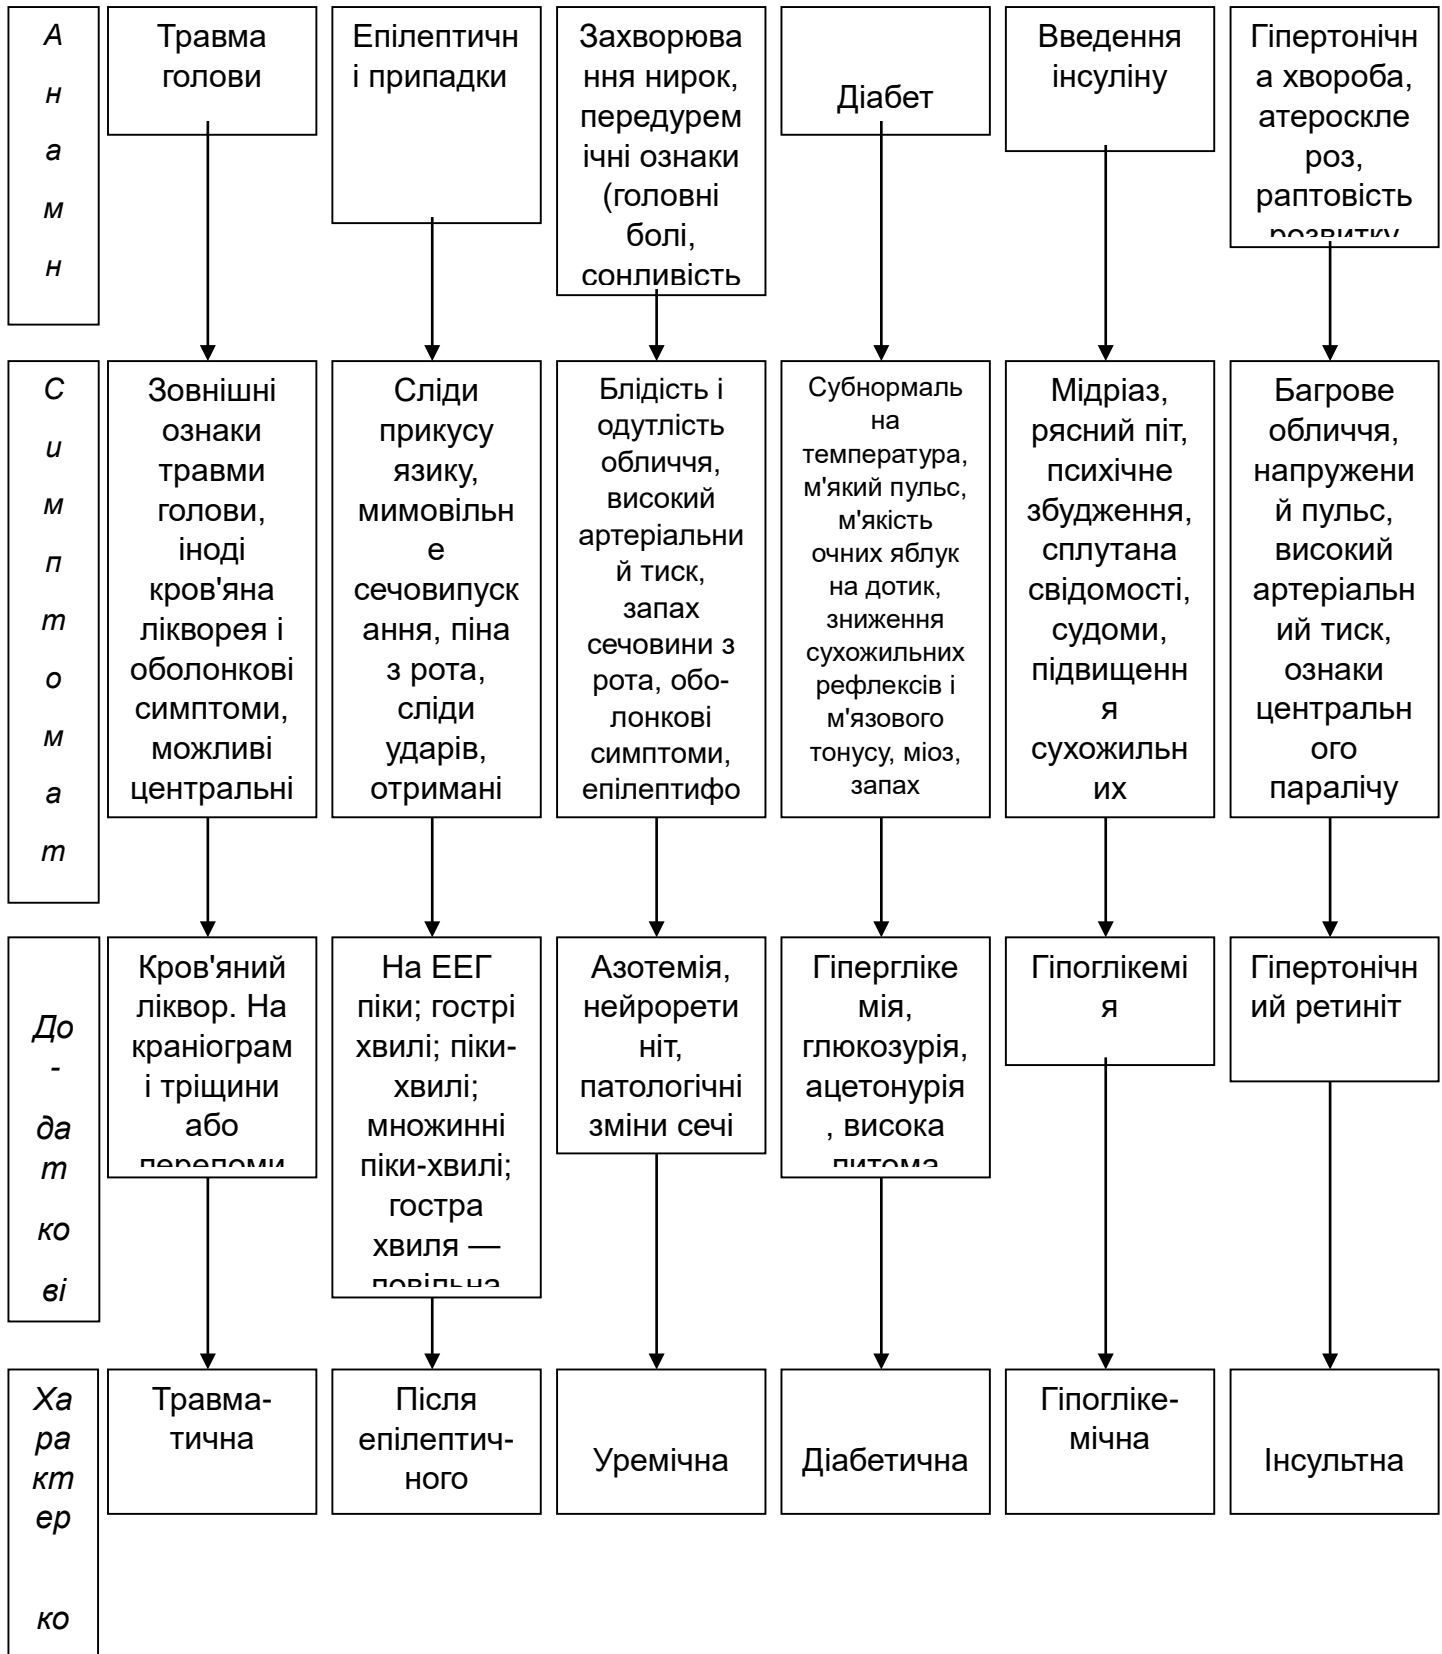 А
н
а
м
н
Травма
голови
Епілептичн
і припадки
Захворюва
ння нирок,
передурем
ічні ознаки
(головні
болі,
сонливість
Діабет
Введення
інсуліну
Гіпертонічн
а хвороба,
атероскле
роз,
раптовість
розвитку
С
и
м
п
т
о
м
а
т
Зовнішні
ознаки
травми
голови,
іноді
кров'яна
лікворея і
оболонкові
симптоми,
можливі
центральні
Сліди
прикусу
язику,
мимовільн
е
сечовипуск
ання, піна
з рота,
сліди
ударів,
отримані
Блідість і
одутлість
обличчя,
високий
артеріальни
й тиск,
запах
сечовини з
рота, обо-
лонкові
симптоми,
епілептифо
Субнормаль
на
температура,
м'який пульс,
м'якість
очних яблук
на дотик,
зниження
сухожильних
рефлексів і
м'язового
тонусу, міоз,
запах
Мідріаз,
рясний піт,
психічне
збудження,
сплутана
свідомості,
судоми,
підвищенн
я
сухожильн
их
Багрове
обличчя,
напружени
й пульс,
високий
артеріальн
ий тиск,
ознаки
центральн
ого
паралічу
До
-
да
т
ко
ві
Кров'яний
ліквор. На
краніограм
і тріщини
або
переломи
На ЕЕГ
піки; гострі
хвилі; піки-
хвилі;
множинні
піки-хвилі;
гостра
хвиля —
повільна
Азотемія,
нейрорети
ніт,
патологічні
зміни сечі
Гіпергліке
мія,
глюкозурія,
ацетонурія
, висока
питома
Гіпоглікемі
я
Гіпертонічн
ий ретиніт
Ха
ра
кт
ер
ко
Травма-
тична
Після
епілептич-
ного
Уремічна
Діабетична
Гіпогліке-
мічна
Інсультна